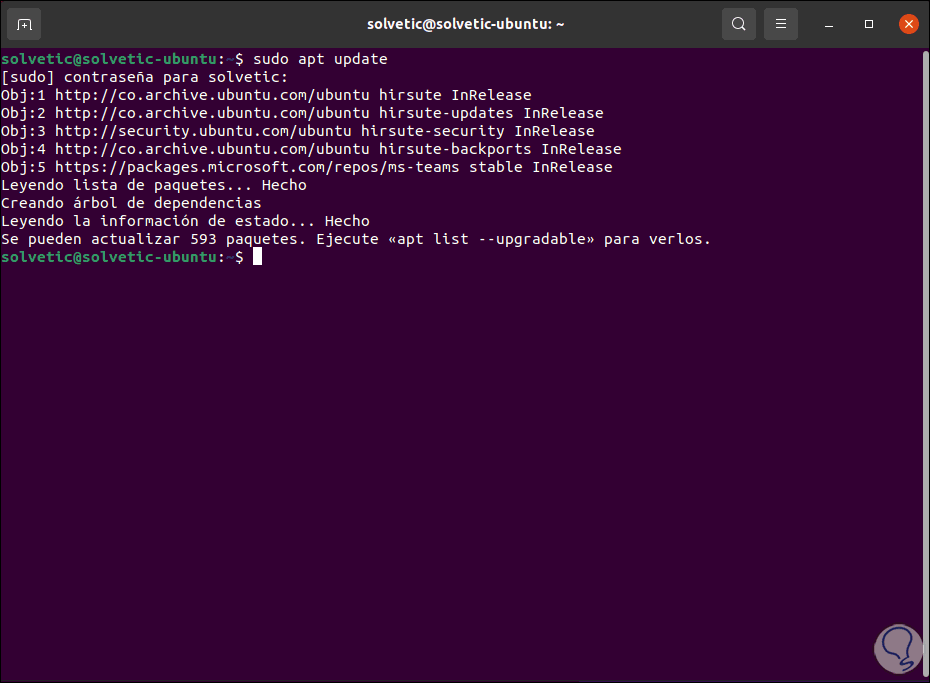 solvetic@solvetic-ubuntu: ~
solvetic@solvetic-ubuntu:~$ sudo apt update
[sudo] contraseña para solvetic:
Obj:1 http://co.archive.ubuntu.com/ubuntu hirsute InRelease
Obj:2 http://co.archive.ubuntu.com/ubuntu hirsute-updates InRelease
Obj:3 http://security.ubuntu.com/ubuntu hirsute-security InRelease
Obj:4 http://co.archive.ubuntu.com/ubuntu hirsute-backports InRelease
Obj:5 https://packages.microsoft.com/repos/ms-teams stable InRelease
Leyendo lista de paquetes... Hecho
Creando árbol de dependencias
Leyendo la información de estado... Hecho
Se pueden actualizar 593 paquetes. Ejecute «apt list --upgradable» para verlos.
solvetic@solvetic-ubuntu:~$